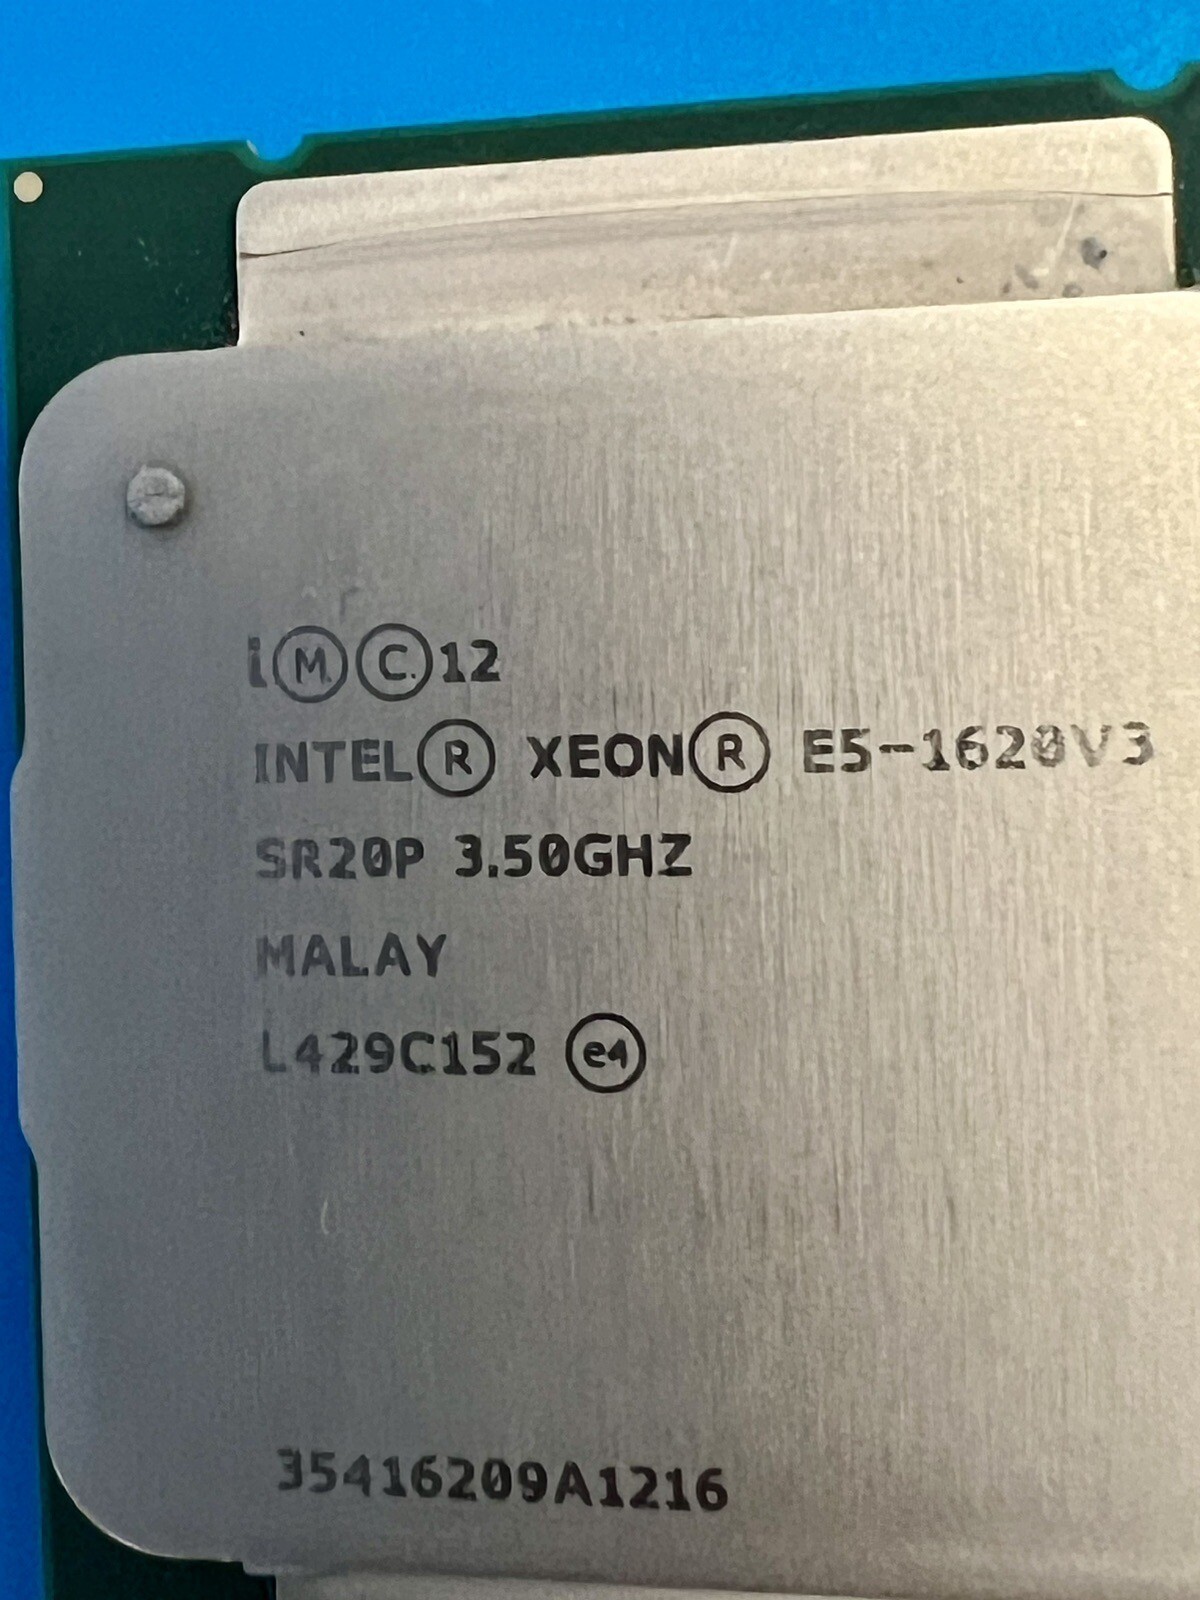 i Ⓜ Ⓒ 12
INTEL® XEON® E5-1620V3
SR20P 3.50GHZ
MALAY
L429C152 e4
35416209A1216